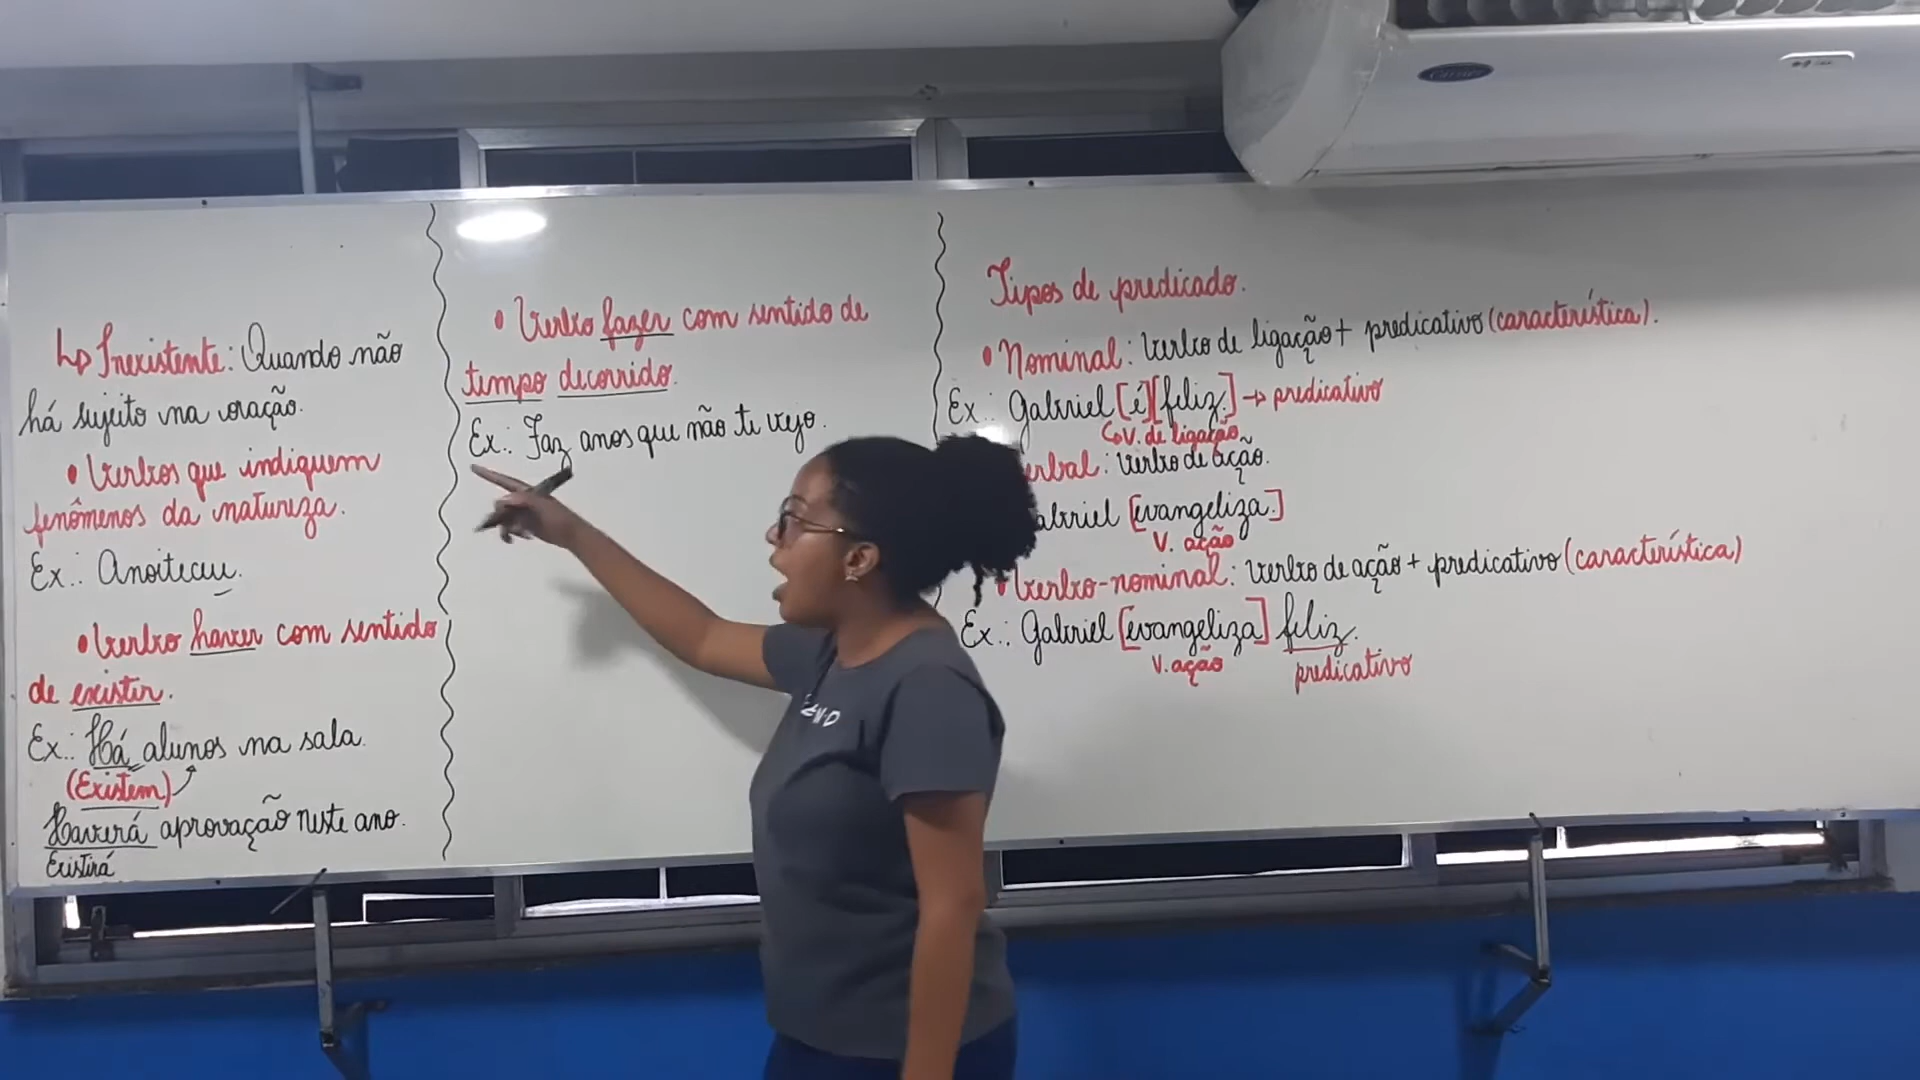 ↳ Inexistente: Quando não
há sujeito na oração.
• Verbos que indiquem
fenômenos da natureza.
Ex.: Anoiteceu.
• Verbo haver com sentido
de existir.
Ex.: Há alunos na sala.
(Existem)
Haverá aprovação neste ano.
Existirá
• Verbo fazer com sentido de
tempo decorrido.
Ex.: Faz anos que não te vejo.
Tipos de predicado.
• Nominal: Verbo de ligação + predicativo (característica).
Ex.: Gabriel [é][feliz.] → predicativo
↳ V. de ligação
erbal: Verbo de ação.
abriel [evangeliza.]
V. ação
• Verbo-nominal: Verbo de ação + predicativo (característica)
Ex.: Gabriel [evangeliza] feliz.
V. ação predicativo
Carrier